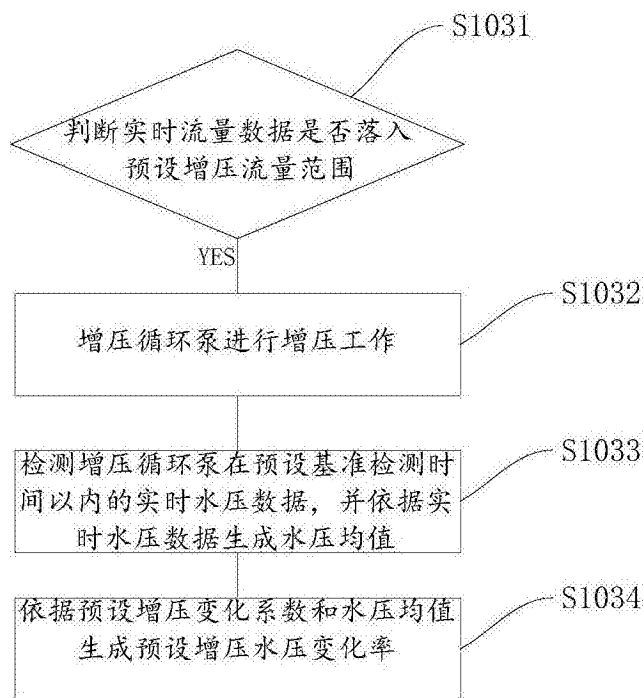 S1031
判断实时流量数据是否落入
预设增压流量范围
YES
S1032
增压循环泵进行增压工作
S1033
检测增压循环泵在预设基准检测时
间以内的实时水压数据，并依据实
时水压数据生成水压均值
S1034
依据预设增压变化系数和水压均值
生成预设增压水压变化率